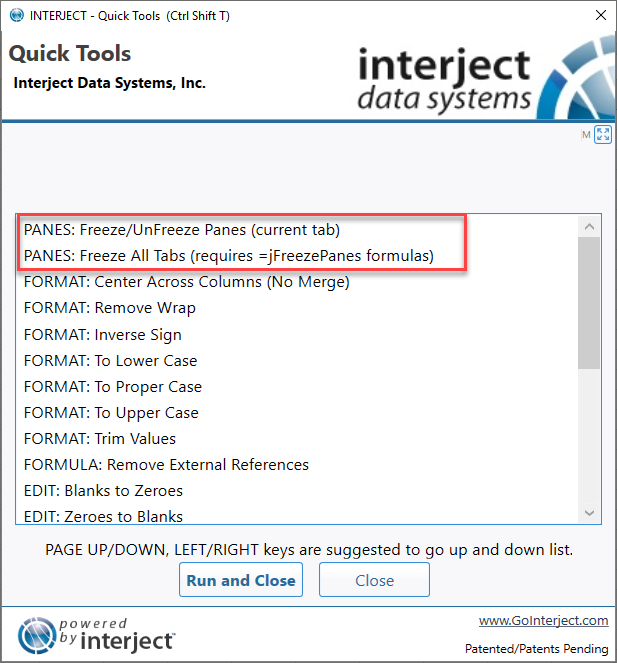 INTERJECT - Quick Tools (Ctrl Shift T)
Quick Tools
Interject Data Systems, Inc.
interject
data systems
M
PANES: Freeze/UnFreeze Panes (current tab)
PANES: Freeze All Tabs (requires =jFreezePanes formulas)
FORMAT: Center Across Columns (No Merge)
FORMAT: Remove Wrap
FORMAT: Inverse Sign
FORMAT: To Lower Case
FORMAT: To Proper Case
FORMAT: To Upper Case
FORMAT: Trim Values
FORMULA: Remove External References
EDIT: Blanks to Zeroes
EDIT: Zeroes to Blanks
PAGE UP/DOWN, LEFT/RIGHT keys are suggested to go up and down list.
Run and Close
Close
powered
by interject™
www.GoInterject.com
Patented/Patents Pending